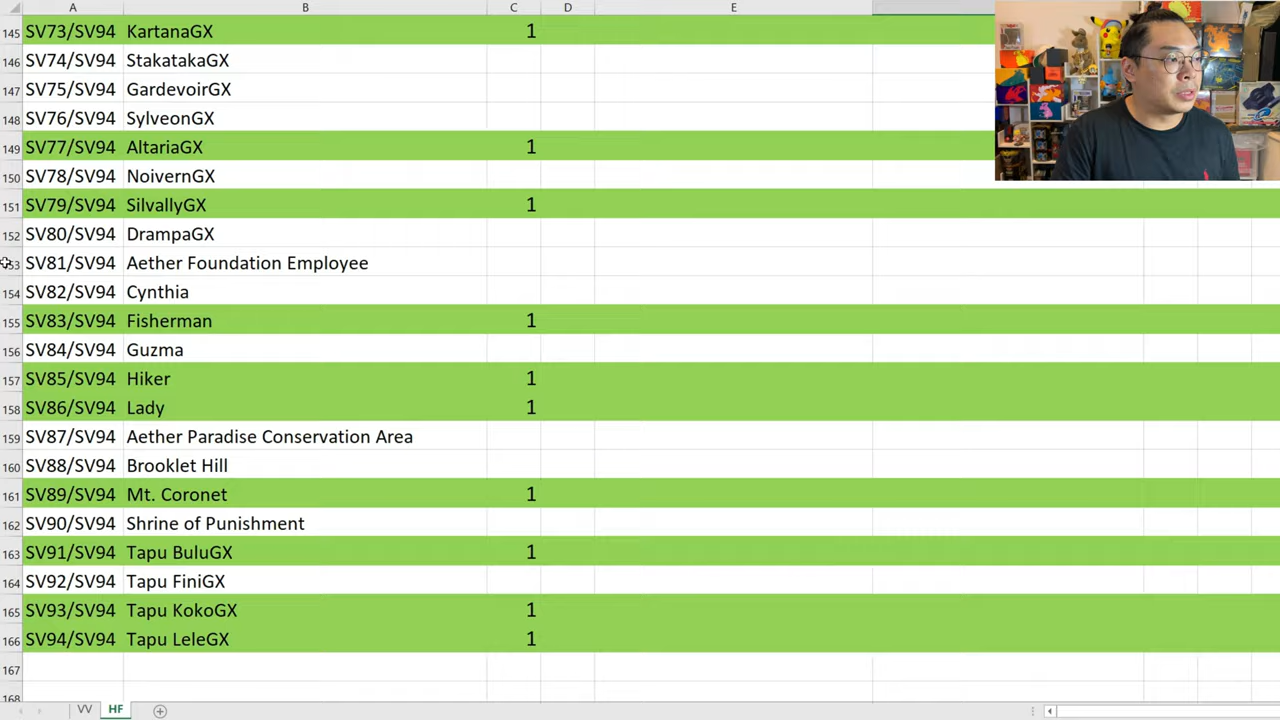 A B C D E
145 SV73/SV94 KartanaGX 1
146 SV74/SV94 StakatakaGX
147 SV75/SV94 GardevoirGX
148 SV76/SV94 SylveonGX
149 SV77/SV94 AltariaGX 1
150 SV78/SV94 NoivernGX
151 SV79/SV94 SilvallyGX 1
152 SV80/SV94 DrampaGX
SV81/SV94 Aether Foundation Employee
154 SV82/SV94 Cynthia
155 SV83/SV94 Fisherman 1
156 SV84/SV94 Guzma
157 SV85/SV94 Hiker 1
158 SV86/SV94 Lady 1
159 SV87/SV94 Aether Paradise Conservation Area
160 SV88/SV94 Brooklet Hill
161 SV89/SV94 Mt. Coronet 1
162 SV90/SV94 Shrine of Punishment
163 SV91/SV94 Tapu BuluGX 1
164 SV92/SV94 Tapu FiniGX
165 SV93/SV94 Tapu KokoGX 1
166 SV94/SV94 Tapu LeleGX 1
167
168
VV HF